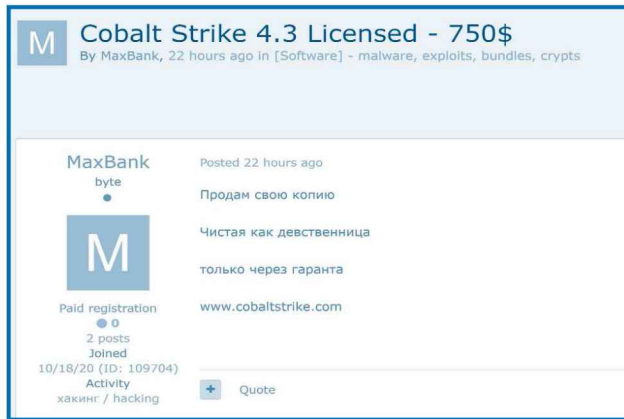 M
Cobalt Strike 4.3 Licensed - 750$
By MaxBank, 22 hours ago in [Software] - malware, exploits, bundles, crypts
MaxBank
byte
M
Paid registration
0
2 posts
Joined
10/18/20 (ID: 109704)
Activity
хакинг / hacking
Posted 22 hours ago
Продам свою копию
Чистая как девственница
только через гаранта
www.cobaltstrike.com
+ Quote